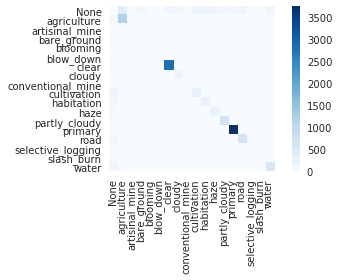 None
agriculture
artisinal_mine
bare_ground
blooming
blow_down
clear
cloudy
conventional_mine
cultivation
habitation
haze
partly_cloudy
primary
road
selective_logging
slash_burn
water
None
agriculture
artisinal_mine
bare_ground
blooming
blow_down
clear
cloudy
conventional_mine
cultivation
habitation
haze
partly_cloudy
primary
road
selective_logging
slash_burn
water
3500
3000
2500
2000
1500
1000
500
0